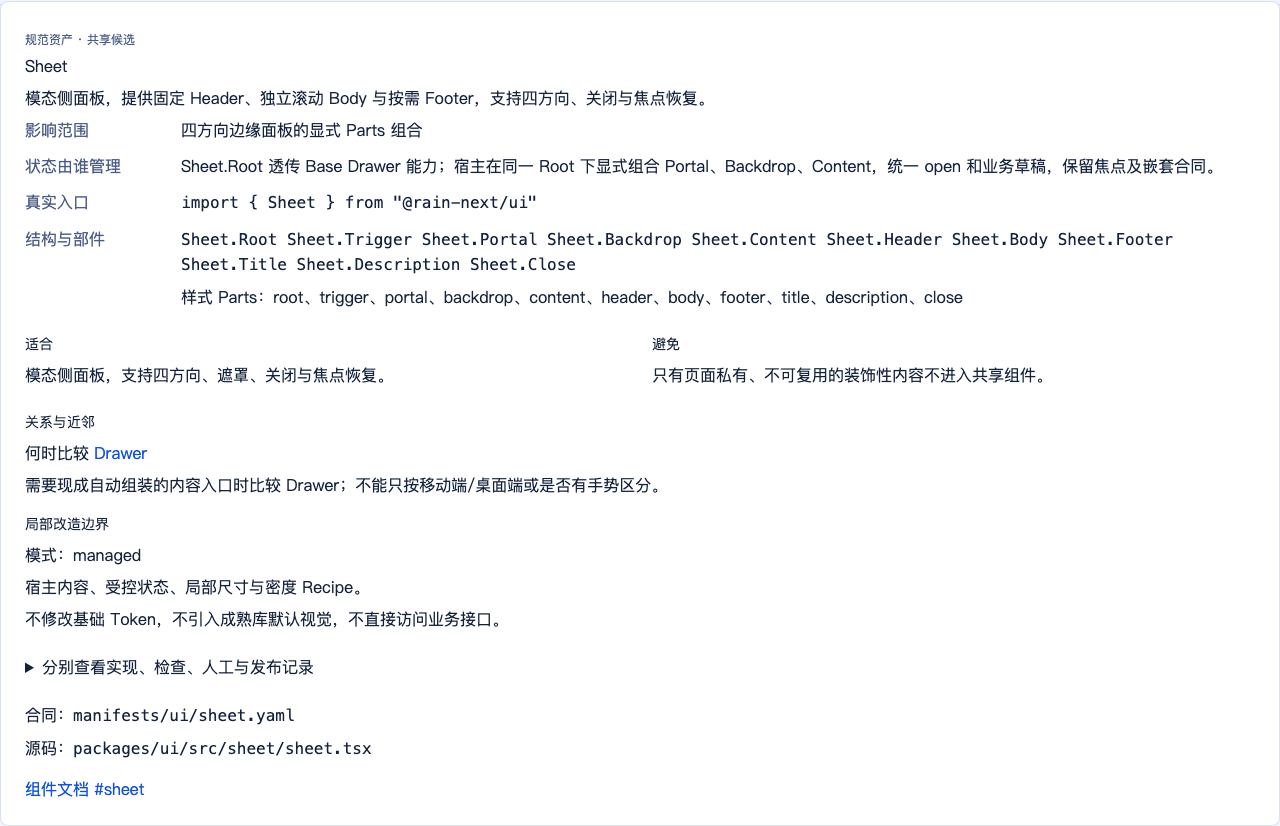 规范资产 · 共享候选
Sheet
模态侧面板，提供固定 Header、独立滚动 Body 与按需 Footer，支持四方向、关闭与焦点恢复。
影响范围 四方向边缘面板的显式 Parts 组合
状态由谁管理 Sheet.Root 透传 Base Drawer 能力；宿主在同一 Root 下显式组合 Portal、Backdrop、Content，统一 open 和业务草稿，保留焦点及嵌套合同。
真实入口 import { Sheet } from "@rain-next/ui"
结构与部件 Sheet.Root Sheet.Trigger Sheet.Portal Sheet.Backdrop Sheet.Content Sheet.Header Sheet.Body Sheet.Footer
Sheet.Title Sheet.Description Sheet.Close
样式 Parts：root、trigger、portal、backdrop、content、header、body、footer、title、description、close
适合
模态侧面板，支持四方向、遮罩、关闭与焦点恢复。
避免
只有页面私有、不可复用的装饰性内容不进入共享组件。
关系与近邻
何时比较 Drawer
需要现成自动组装的内容入口时比较 Drawer；不能只按移动端/桌面端或是否有手势区分。
局部改造边界
模式：managed
宿主内容、受控状态、局部尺寸与密度 Recipe。
不修改基础 Token，不引入成熟库默认视觉，不直接访问业务接口。
▶ 分别查看实现、检查、人工与发布记录
合同：manifests/ui/sheet.yaml
源码：packages/ui/src/sheet/sheet.tsx
组件文档 #sheet